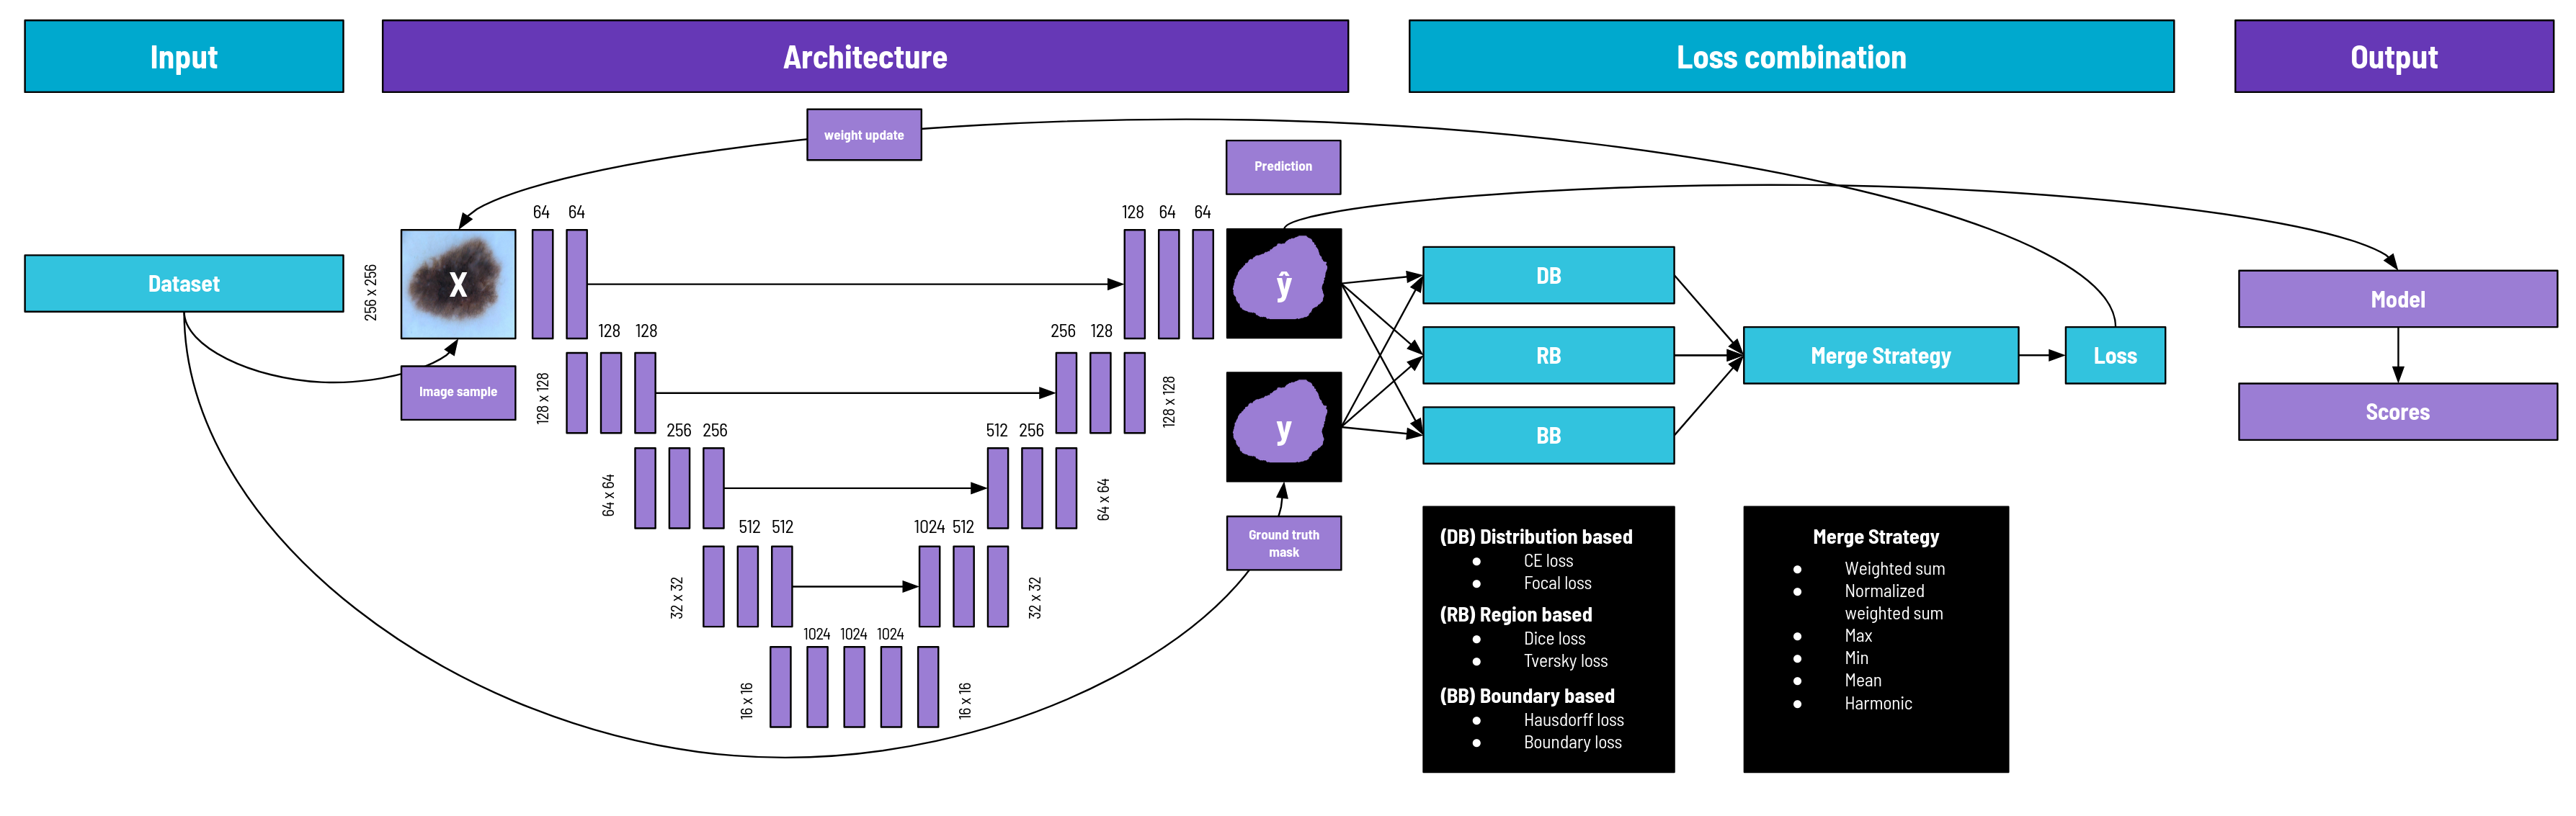 Input
Architecture
Loss combination
Output
weight update
Prediction
Dataset
256 x 256
X
Image sample
64 64
128 64 64
128 x 128
128 128
256 128
128 x 128
64 x 64
256 256
512 256
64 x 64
32 x 32
512 512
1024 512
32 x 32
16 x 16
1024 1024 1024
16 x 16
ŷ
y
Ground truth
mask
DB
RB
BB
Merge Strategy
Loss
Model
Scores
(DB) Distribution based
● CE loss
● Focal loss
(RB) Region based
● Dice loss
● Tversky loss
(BB) Boundary based
● Hausdorff loss
● Boundary loss
Merge Strategy
● Weighted sum
● Normalized
weighted sum
● Max
● Min
● Mean
● Harmonic